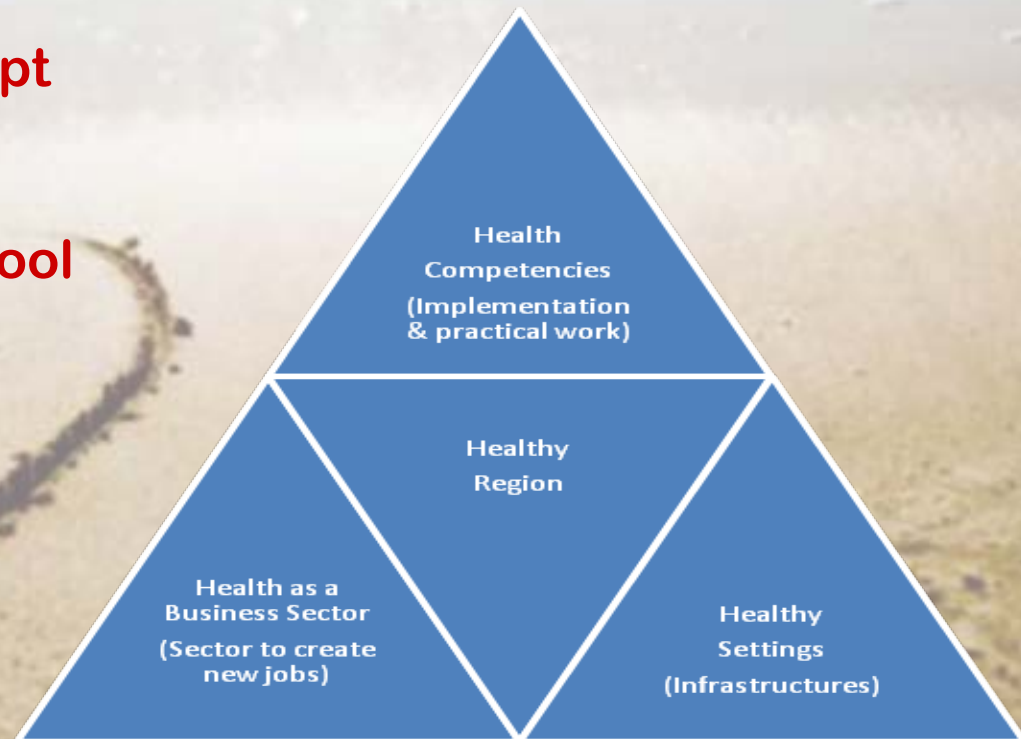 pt
ool
Health
Competencies
(Implementation
& practical work)
Healthy
Region
Health as a
Business Sector
(Sector to create
new jobs)
Healthy
Settings
(Infrastructures)